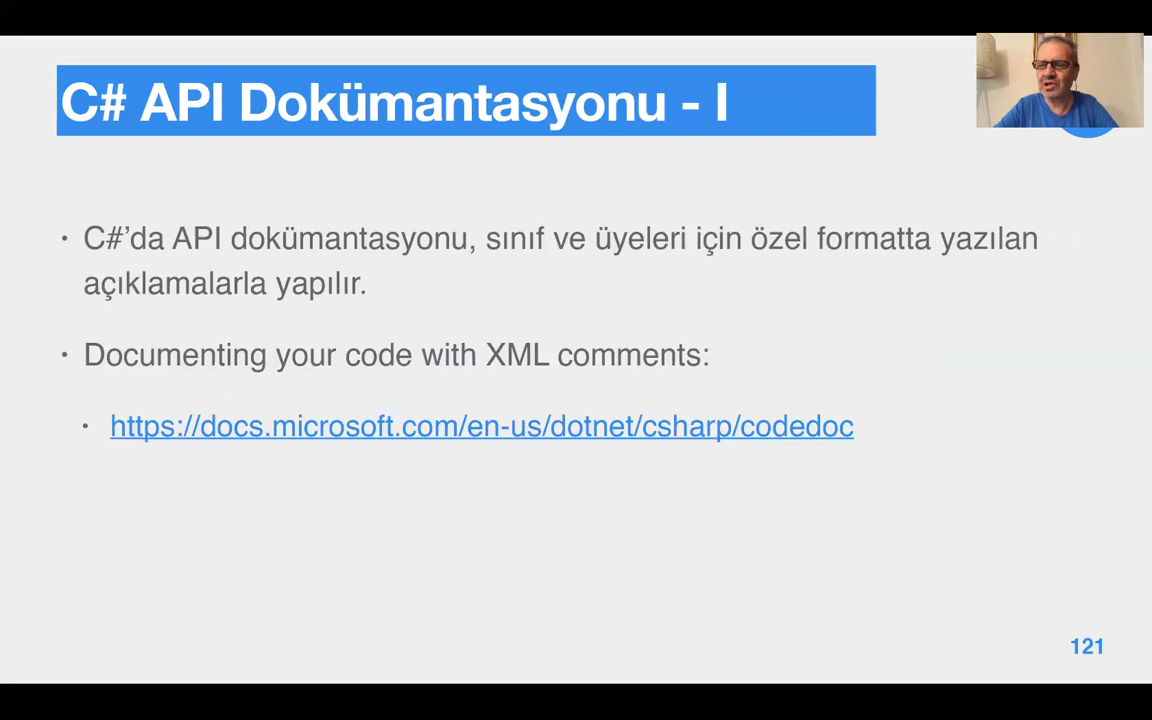 C# API Dokümantasyonu - I
• C#’da API dokümantasyonu, sınıf ve üyeleri için özel formatta yazılan
açıklamalarla yapılır.
• Documenting your code with XML comments:
• https://docs.microsoft.com/en-us/dotnet/csharp/codedoc
121